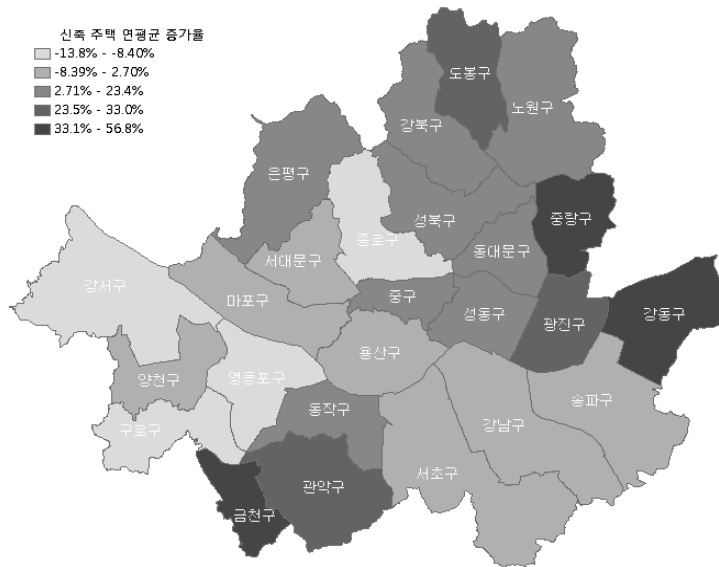 신축 주택 연평균 증가율
-13.8% - -8.40%
-8.39% - 2.70%
2.71% - 23.4%
23.5% - 33.0%
33.1% - 56.8%
도봉구
노원구
강북구
은평구
성북구
중랑구
종로구
동대문구
서대문구
강서구
마포구
중구
성동구
광진구
강동구
용산구
양천구
영등포구
송파구
동작구
강남구
구로구
서초구
관악구
금천구